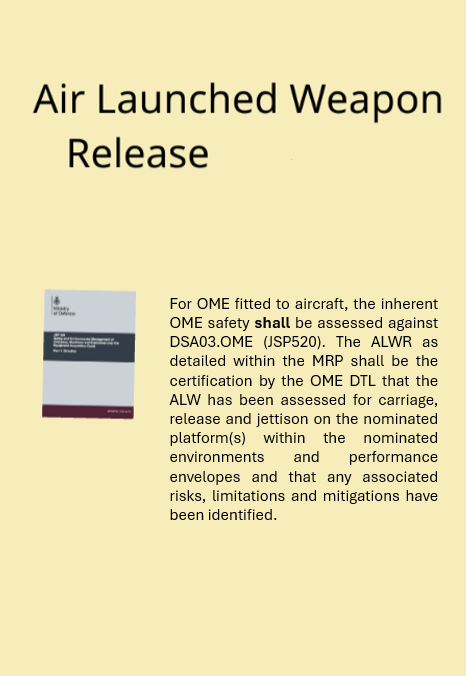 Air Launched Weapon
Release
Ministry
of Defence
For OME fitted to aircraft, the inherent
OME safety shall be assessed against
DSA03.OME (JSP520). The ALWR as
detailed within the MRP shall be the
certification by the OME DTL that the
ALW has been assessed for carriage,
release and jettison on the nominated
platform(s) within the nominated
environments and performance
envelopes and that any associated
risks, limitations and mitigations have
been identified.